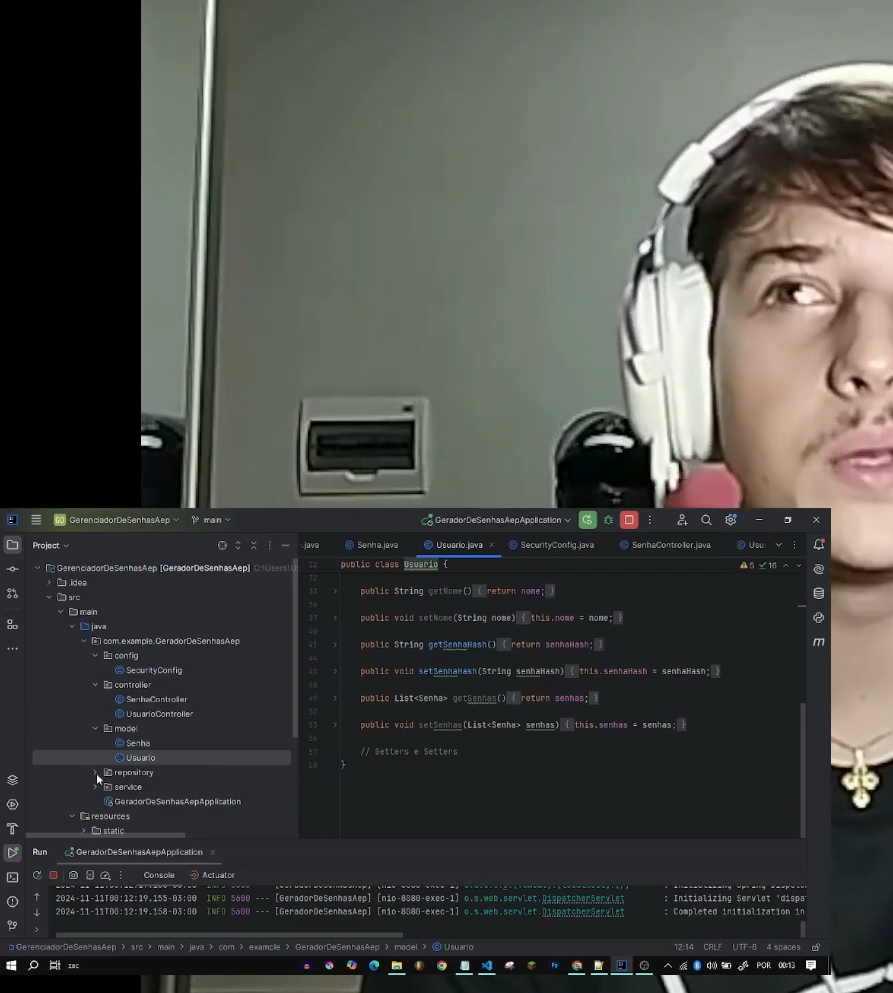 GD GerenciadorDeSenhasAep main GeradorDeSenhasAepApplication
Project
.java Senha.java Usuario.java SecurityConfig.java SenhaController.java Usu
GerenciadorDeSenhasAep [GeradorDeSenhasAep] C:\Users\
.idea
src
main
java
com.example.GeradorDeSenhasAep
config
SecurityConfig
controller
SenhaController
UsuarioController
model
Senha
Usuario
repository
service
GeradorDeSenhasAepApplication
resources
static
12 public class Usuario { 5 16
32
33 public String getNome() { return nome; }
36
37 public void setNome(String nome) { this.nome = nome; }
40
41 public String getSenhaHash() { return senhaHash; }
44
45 public void setSenhaHash(String senhaHash) { this.senhaHash = senhaHash; }
48
49 public List<Senha> getSenhas() { return senhas; }
52
53 public void setSenhas(List<Senha> senhas) { this.senhas = senhas; }
56
57 // Getters e Setters
58 }
Run GeradorDeSenhasAepApplication
Console Actuator
2024-11-11T00:12:19.155-03:00 INFO 5600 --- [GeradorDeSenhasAep] [nio-8080-exec-1] o.s.web.servlet.DispatcherServlet : Initializing Servlet 'dispa
2024-11-11T00:12:19.158-03:00 INFO 5600 --- [GeradorDeSenhasAep] [nio-8080-exec-1] o.s.web.servlet.DispatcherServlet : Completed initialization in
GerenciadorDeSenhasAep > src > main > java > com > example > GeradorDeSenhasAep > model > Usuario 12:14 CRLF UTF-8 4 spaces
zac POR 00:13